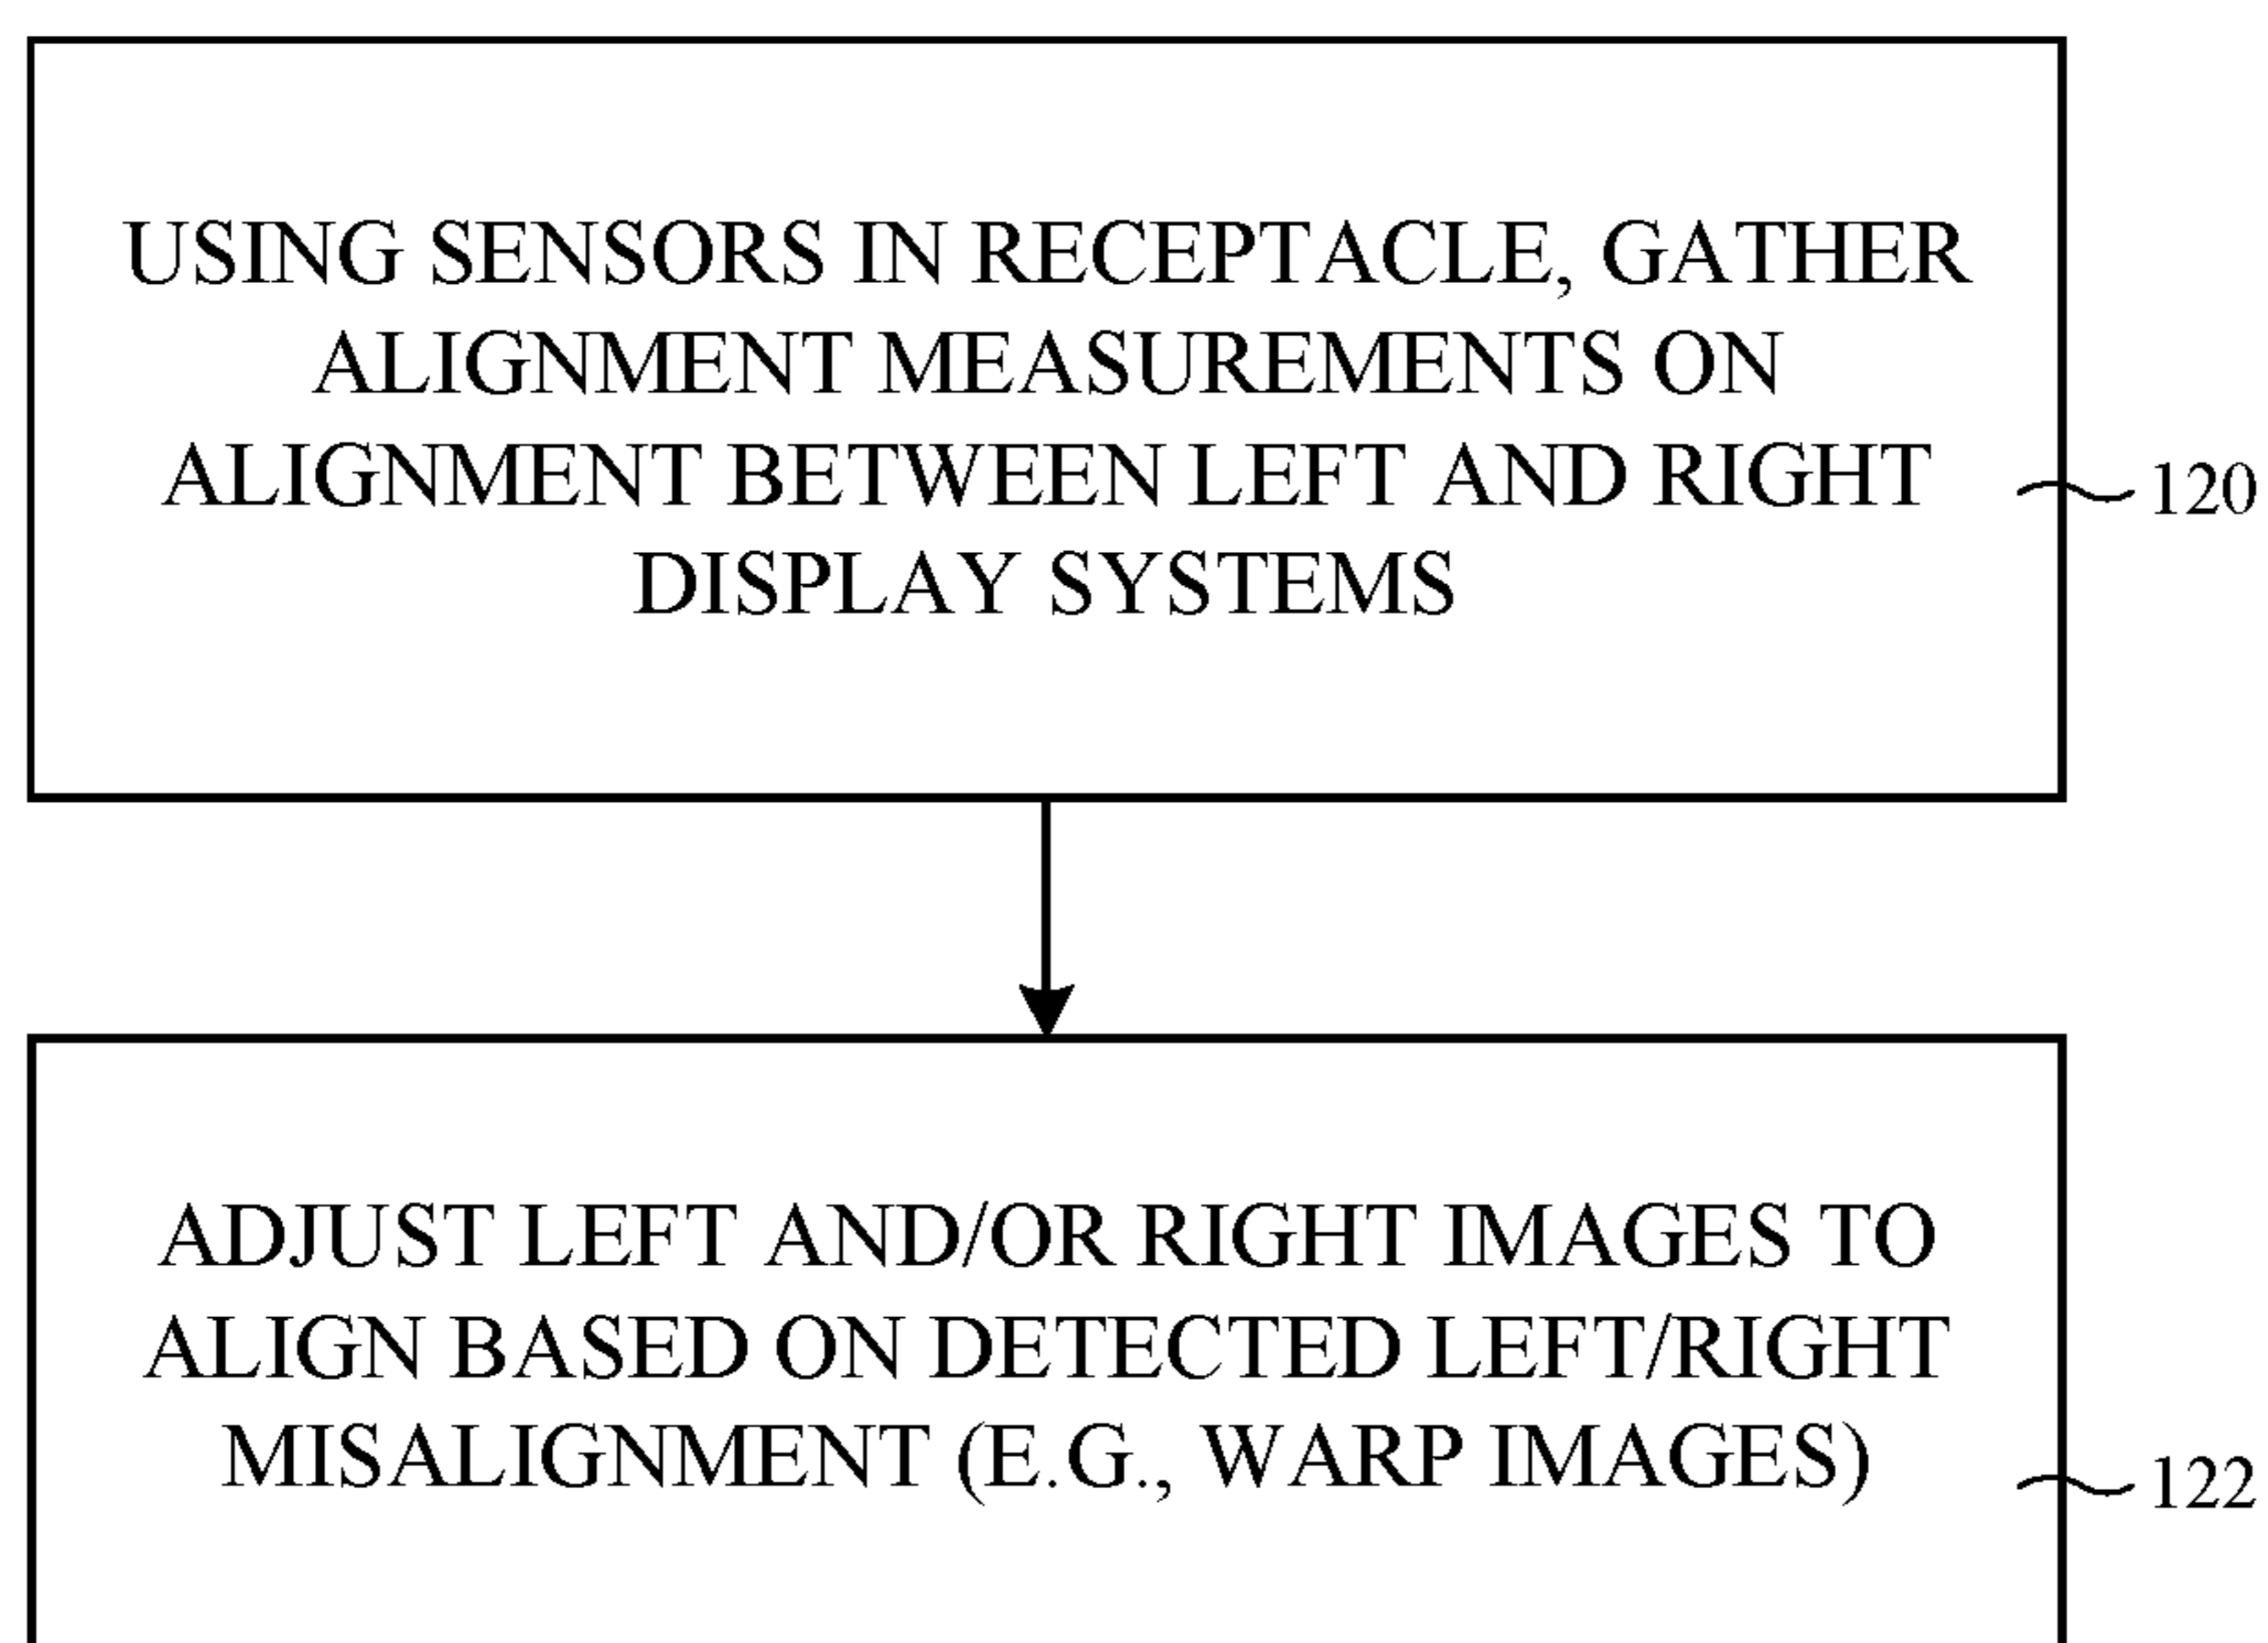 USING SENSORS IN RECEPTACLE, GATHER
ALIGNMENT MEASUREMENTS ON
ALIGNMENT BETWEEN LEFT AND RIGHT
DISPLAY SYSTEMS
120
ADJUST LEFT AND/OR RIGHT IMAGES TO
ALIGN BASED ON DETECTED LEFT/RIGHT
MISALIGNMENT (E.G., WARP IMAGES)
122